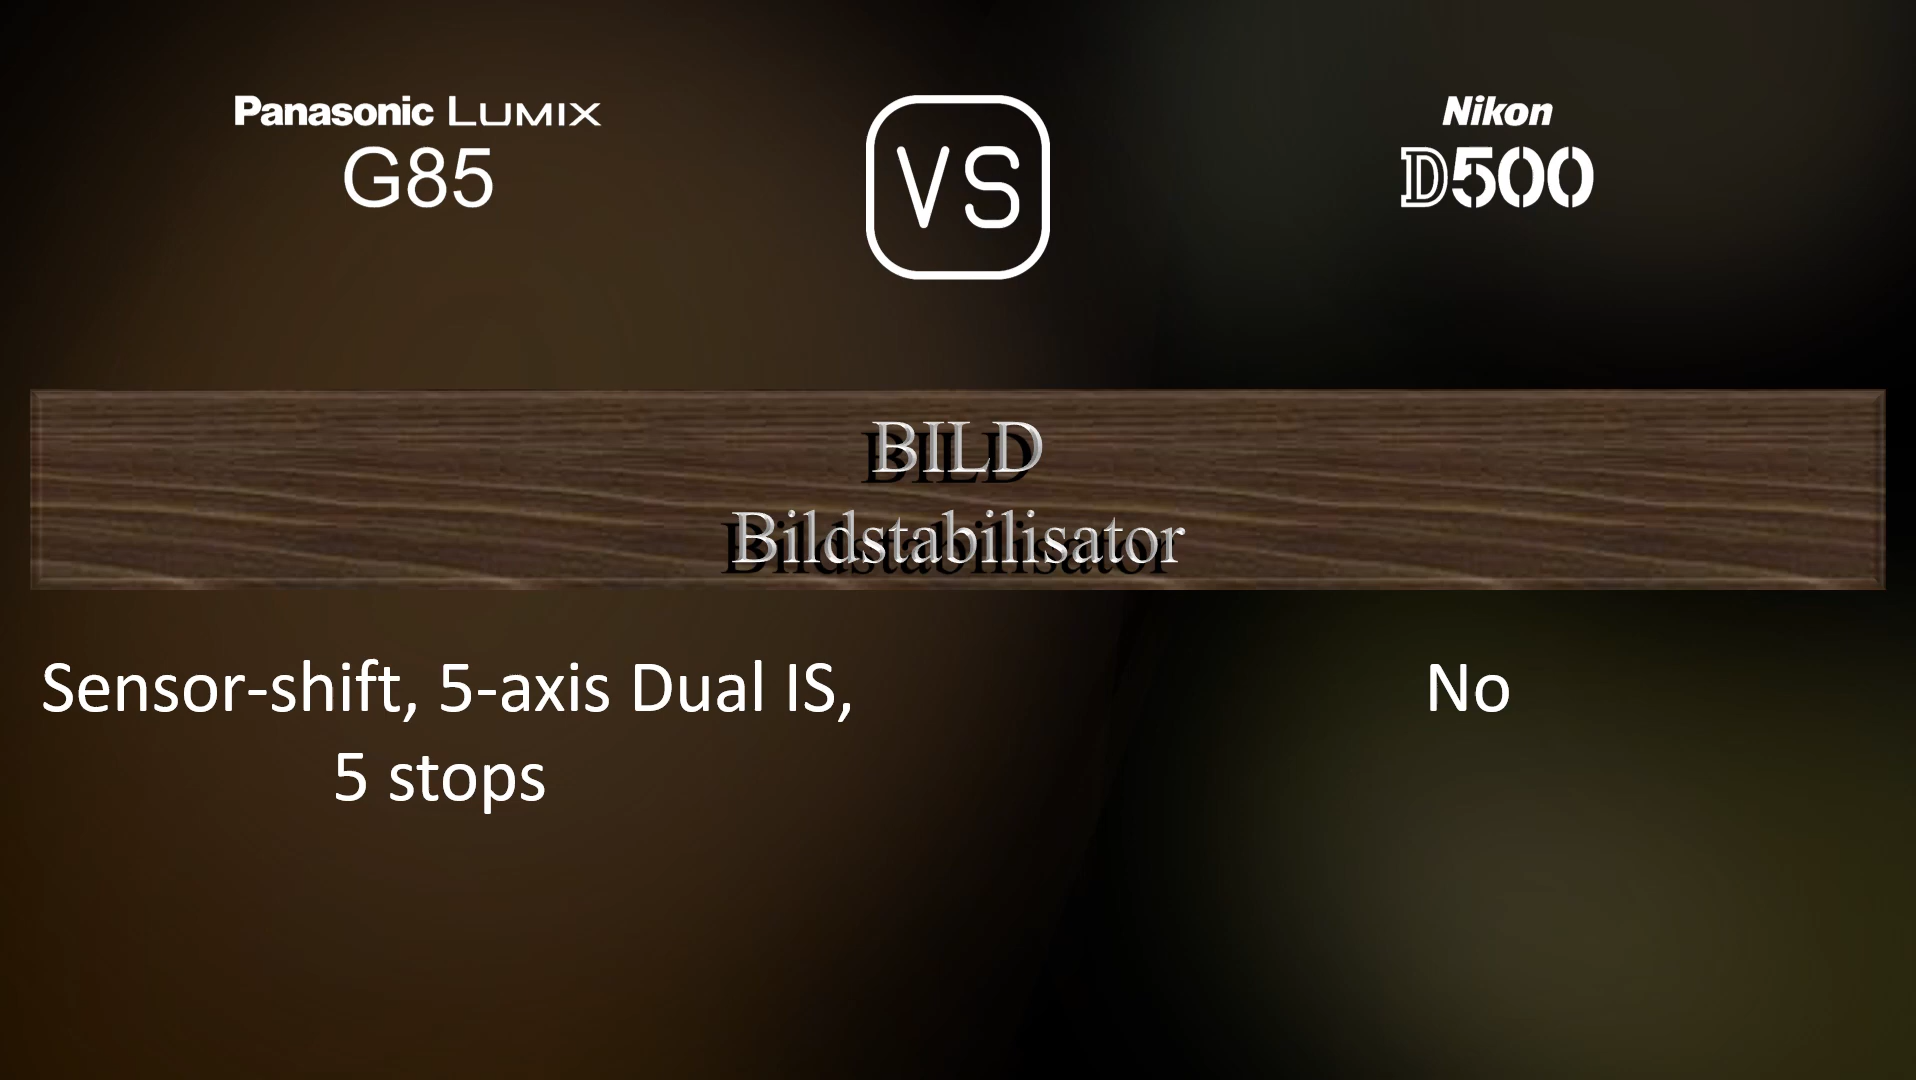 Panasonic LUMIX
G85
VS
Nikon
D500
BILD
Bildstabilisator
Sensor-shift, 5-axis Dual IS,
5 stops
No